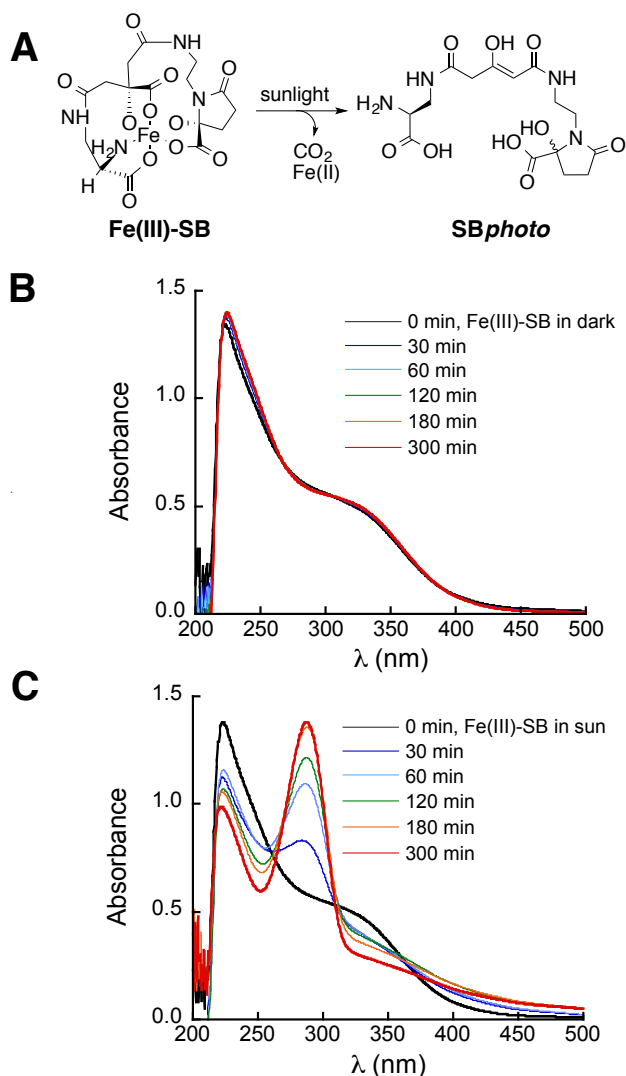 A
O
NH
O
N
O
O
O
O
NH
H2N
Fe
O
O
O
O
H
O
Fe(III)-SB
sunlight
CO2
Fe(II)
O
OH
O
NH
NH
H2N
O
OH
HO
HO
N
O
O
SBphoto
B
1.5
1.0
0.5
0.0
Absorbance
0 min, Fe(III)-SB in dark
30 min
60 min
120 min
180 min
300 min
200 250 300 350 400 450 500
λ (nm)
C
1.5
1.0
0.5
0.0
Absorbance
0 min, Fe(III)-SB in sun
30 min
60 min
120 min
180 min
300 min
200 250 300 350 400 450 500
λ (nm)